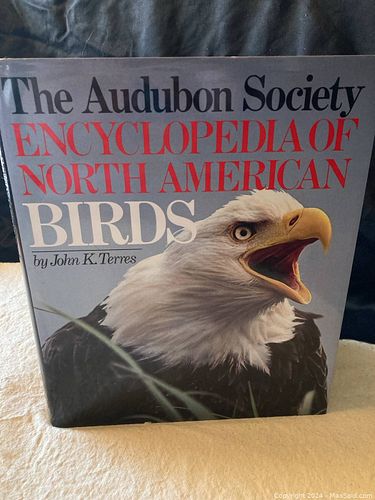 The Audubon Society
ENCYCLOPEDIA OF
NORTH AMERICAN
BIRDS
by John K. Terres
Copyright 2024 - MaxSold.com